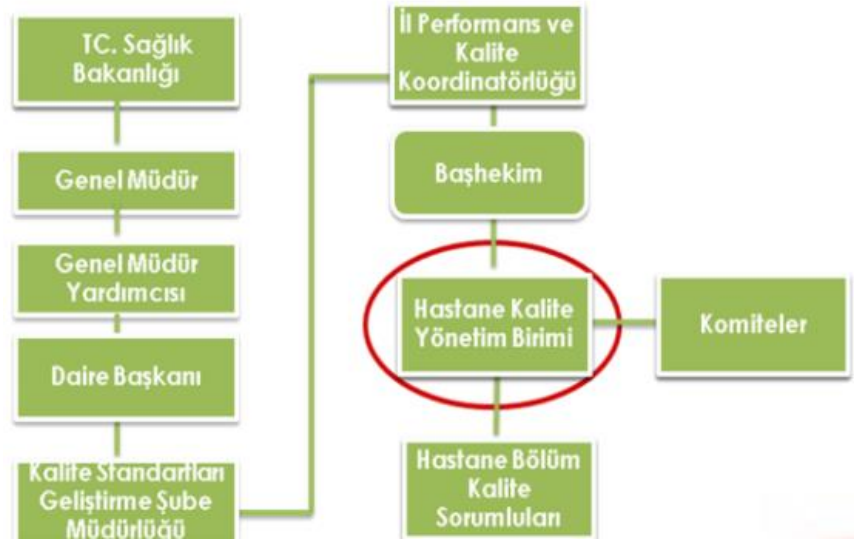 TC. Sağlık
Bakanlığı
Genel Müdür
Genel Müdür
Yardımcısı
Daire Başkanı
Kalite Standartları
Geliştirme Şube
Müdürlüğü
İl Performans ve
Kalite
Koordinatörlüğü
Başhekim
Hastane Kalite
Yönetim Birimi
Komiteler
Hastane Bölüm
Kalite
Sorumluları